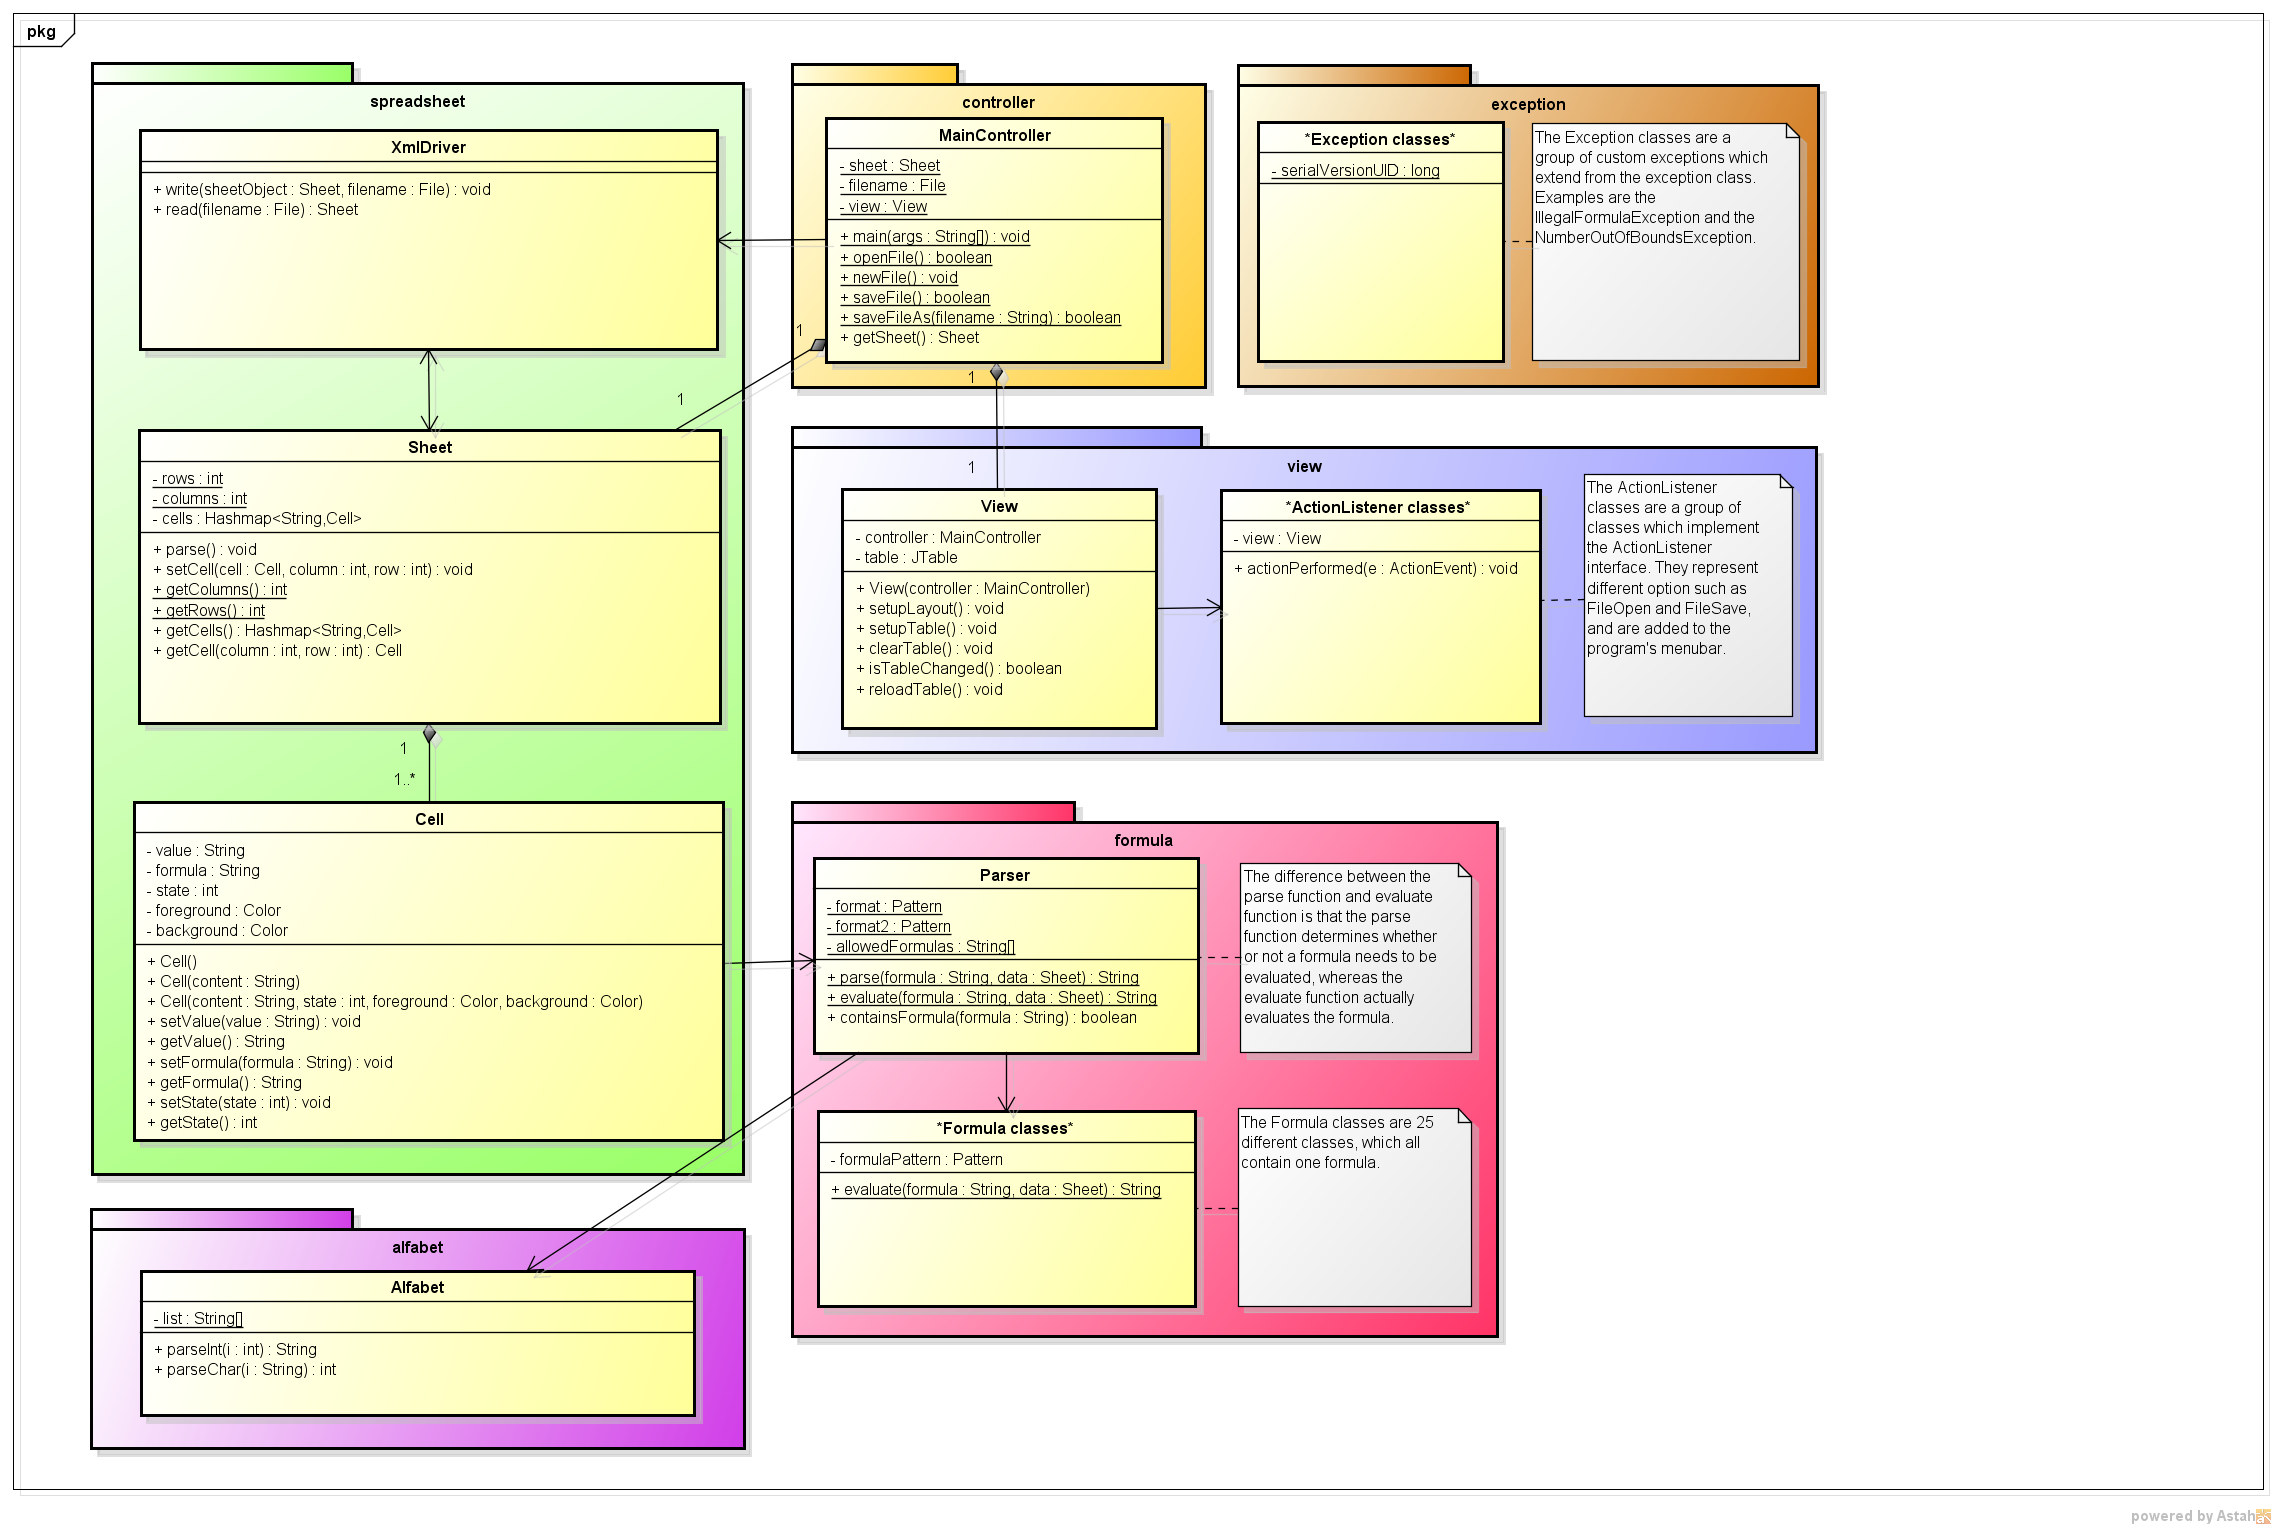 pkg
spreadsheet
XmlDriver
+ write(sheetObject : Sheet, filename : File) : void
+ read(filename : File) : Sheet
Sheet
- rows : int
- columns : int
- cells : Hashmap<String,Cell>
+ parse() : void
+ setCell(cell : Cell, column : int, row : int) : void
+ getColumns() : int
+ getRows() : int
+ getCells() : Hashmap<String,Cell>
+ getCell(column : int, row : int) : Cell
1
1..*
Cell
- value : String
- formula : String
- state : int
- foreground : Color
- background : Color
+ Cell()
+ Cell(content : String)
+ Cell(content : String, state : int, foreground : Color, background : Color)
+ setValue(value : String) : void
+ getValue() : String
+ setFormula(formula : String) : void
+ getFormula() : String
+ setState(state : int) : void
+ getState() : int
alfabet
Alfabet
- list : String[]
+ parseInt(i : int) : String
+ parseChar(i : String) : int
controller
MainController
- sheet : Sheet
- filename : File
- view : View
+ main(args : String[]) : void
+ openFile() : boolean
+ newFile() : void
+ saveFile() : boolean
+ saveFileAs(filename : String) : boolean
+ getSheet() : Sheet
1
1
1
1
exception
*Exception classes*
- serialVersionUID : long
The Exception classes are a
group of custom exceptions which
extend from the exception class.
Examples are the
IllegalFormulaException and the
NumberOutOfBoundsException.
view
View
- controller : MainController
- table : JTable
+ View(controller : MainController)
+ setupLayout() : void
+ setupTable() : void
+ clearTable() : void
+ isTableChanged() : boolean
+ reloadTable() : void
*ActionListener classes*
- view : View
+ actionPerformed(e : ActionEvent) : void
The ActionListener
classes are a group of
classes which implement
the ActionListener
interface. They represent
different option such as
FileOpen and FileSave,
and are added to the
program's menubar.
formula
Parser
- format : Pattern
- format2 : Pattern
- allowedFormulas : String[]
+ parse(formula : String, data : Sheet) : String
+ evaluate(formula : String, data : Sheet) : String
+ containsFormula(formula : String) : boolean
The difference between the
parse function and evaluate
function is that the parse
function determines whether
or not a formula needs to be
evaluated, whereas the
evaluate function actually
evaluates the formula.
*Formula classes*
- formulaPattern : Pattern
+ evaluate(formula : String, data : Sheet) : String
The Formula classes are 25
different classes, which all
contain one formula.
powered by Astah